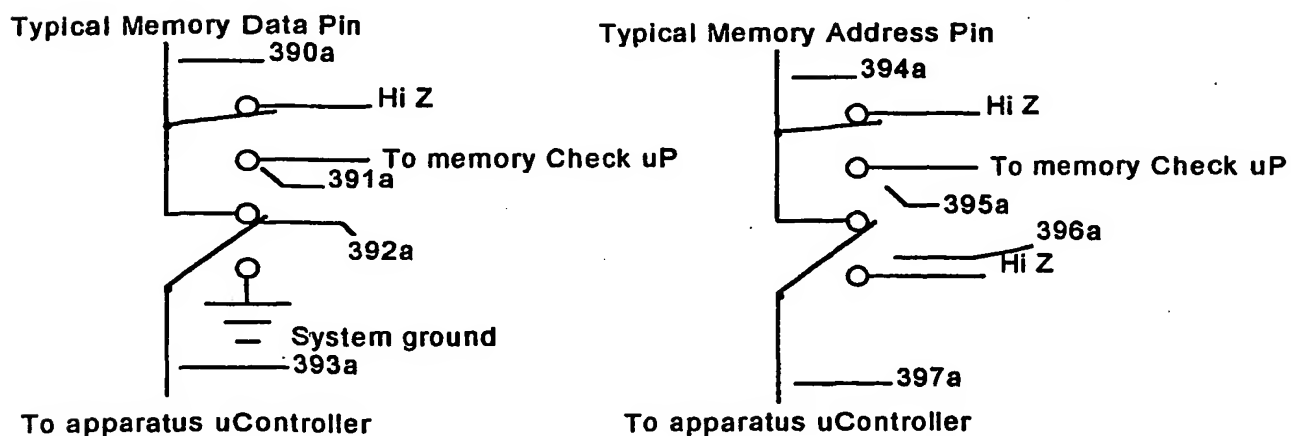 Typical Memory Data Pin
390a
Hi Z
To memory Check uP
391a
392a
System ground
393a
To apparatus uController
Typical Memory Address Pin
394a
Hi Z
To memory Check uP
395a
396a
Hi Z
397a
To apparatus uController